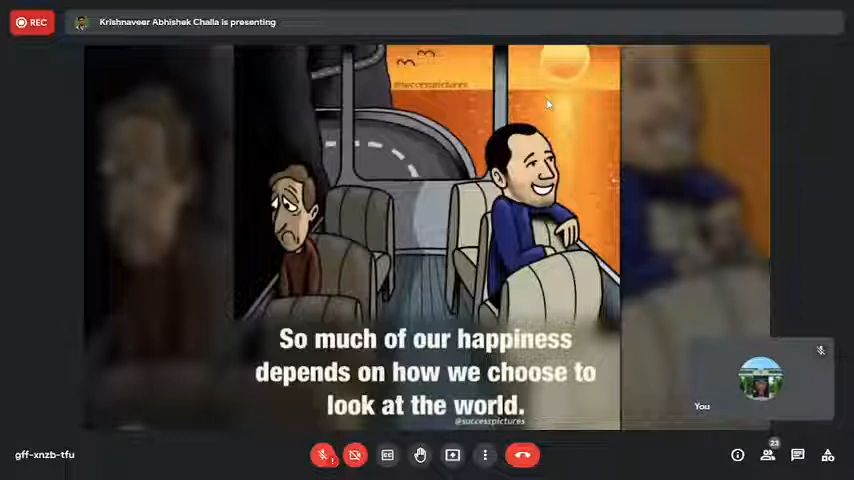 REC
Krishnaveer Abhishek Challa is presenting
@successpictures
So much of our happiness
depends on how we choose to
look at the world.
@successpictures
You
gff-xnzb-tfu
23